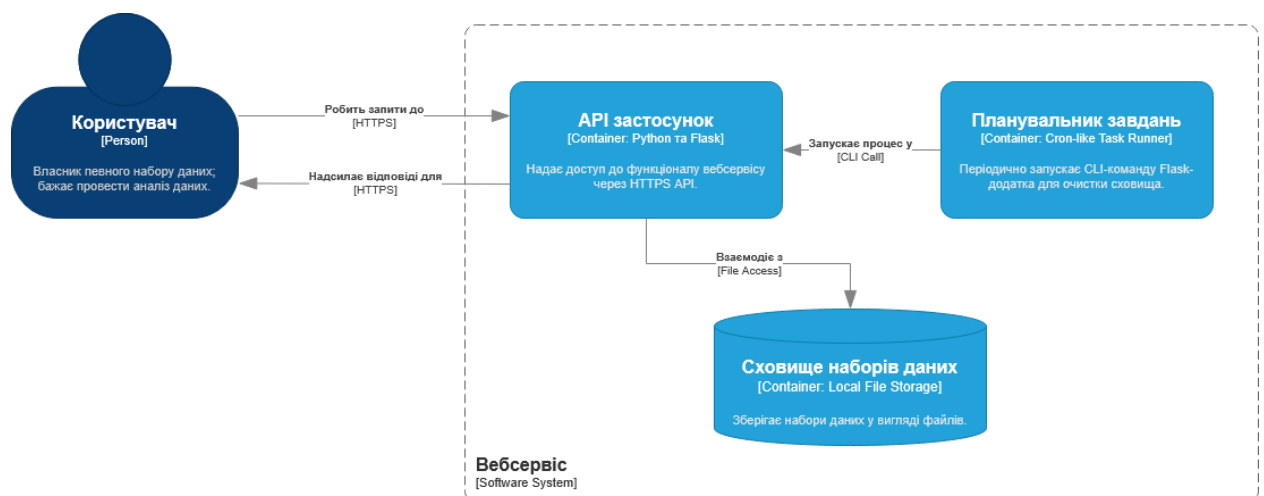 Користувач
[Person]
Власник певного набору даних;
бажає провести аналіз даних.
Робить запити до
[HTTPS]
Надсилає відповіді для
[HTTPS]
АРІ застосунок
[Container: Python та Flask]
Надає доступ до функціоналу вебсервісу
через HTTPS API.
Запускає процес у
[CLI Call]
Планувальник завдань
[Container: Cron-like Task Runner]
Періодично запускає CLI-команду Flask-
додатка для очистки сховища.
Взаємодіє з
[File Access]
Сховище наборів даних
[Container: Local File Storage]
Зберігає набори даних у вигляді файлів.
Вебсервіс
[Software System]